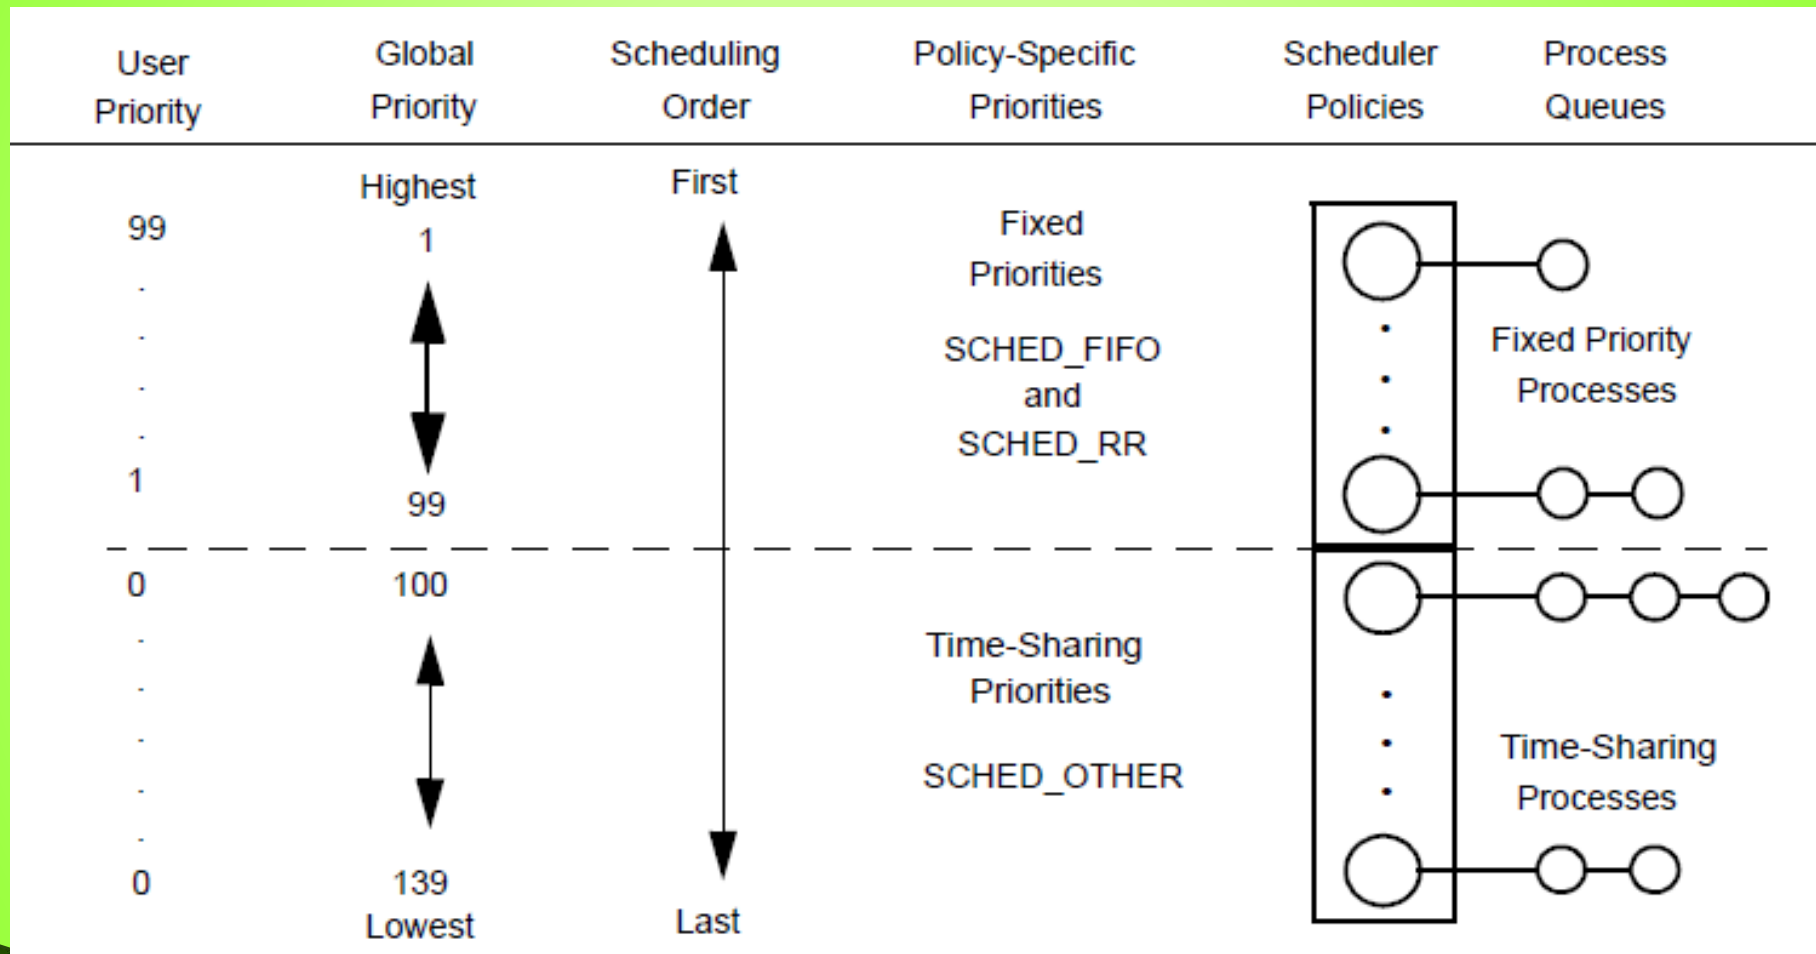 User Priority
Global Priority
Scheduling Order
Policy-Specific Priorities
Scheduler Policies
Process Queues
Highest
First
99
1
Fixed
Priorities
SCHED_FIFO
and
SCHED_RR
Fixed Priority
Processes
1
99
0
100
Time-Sharing
Priorities
SCHED_OTHER
Time-Sharing
Processes
0
139
Lowest
Last